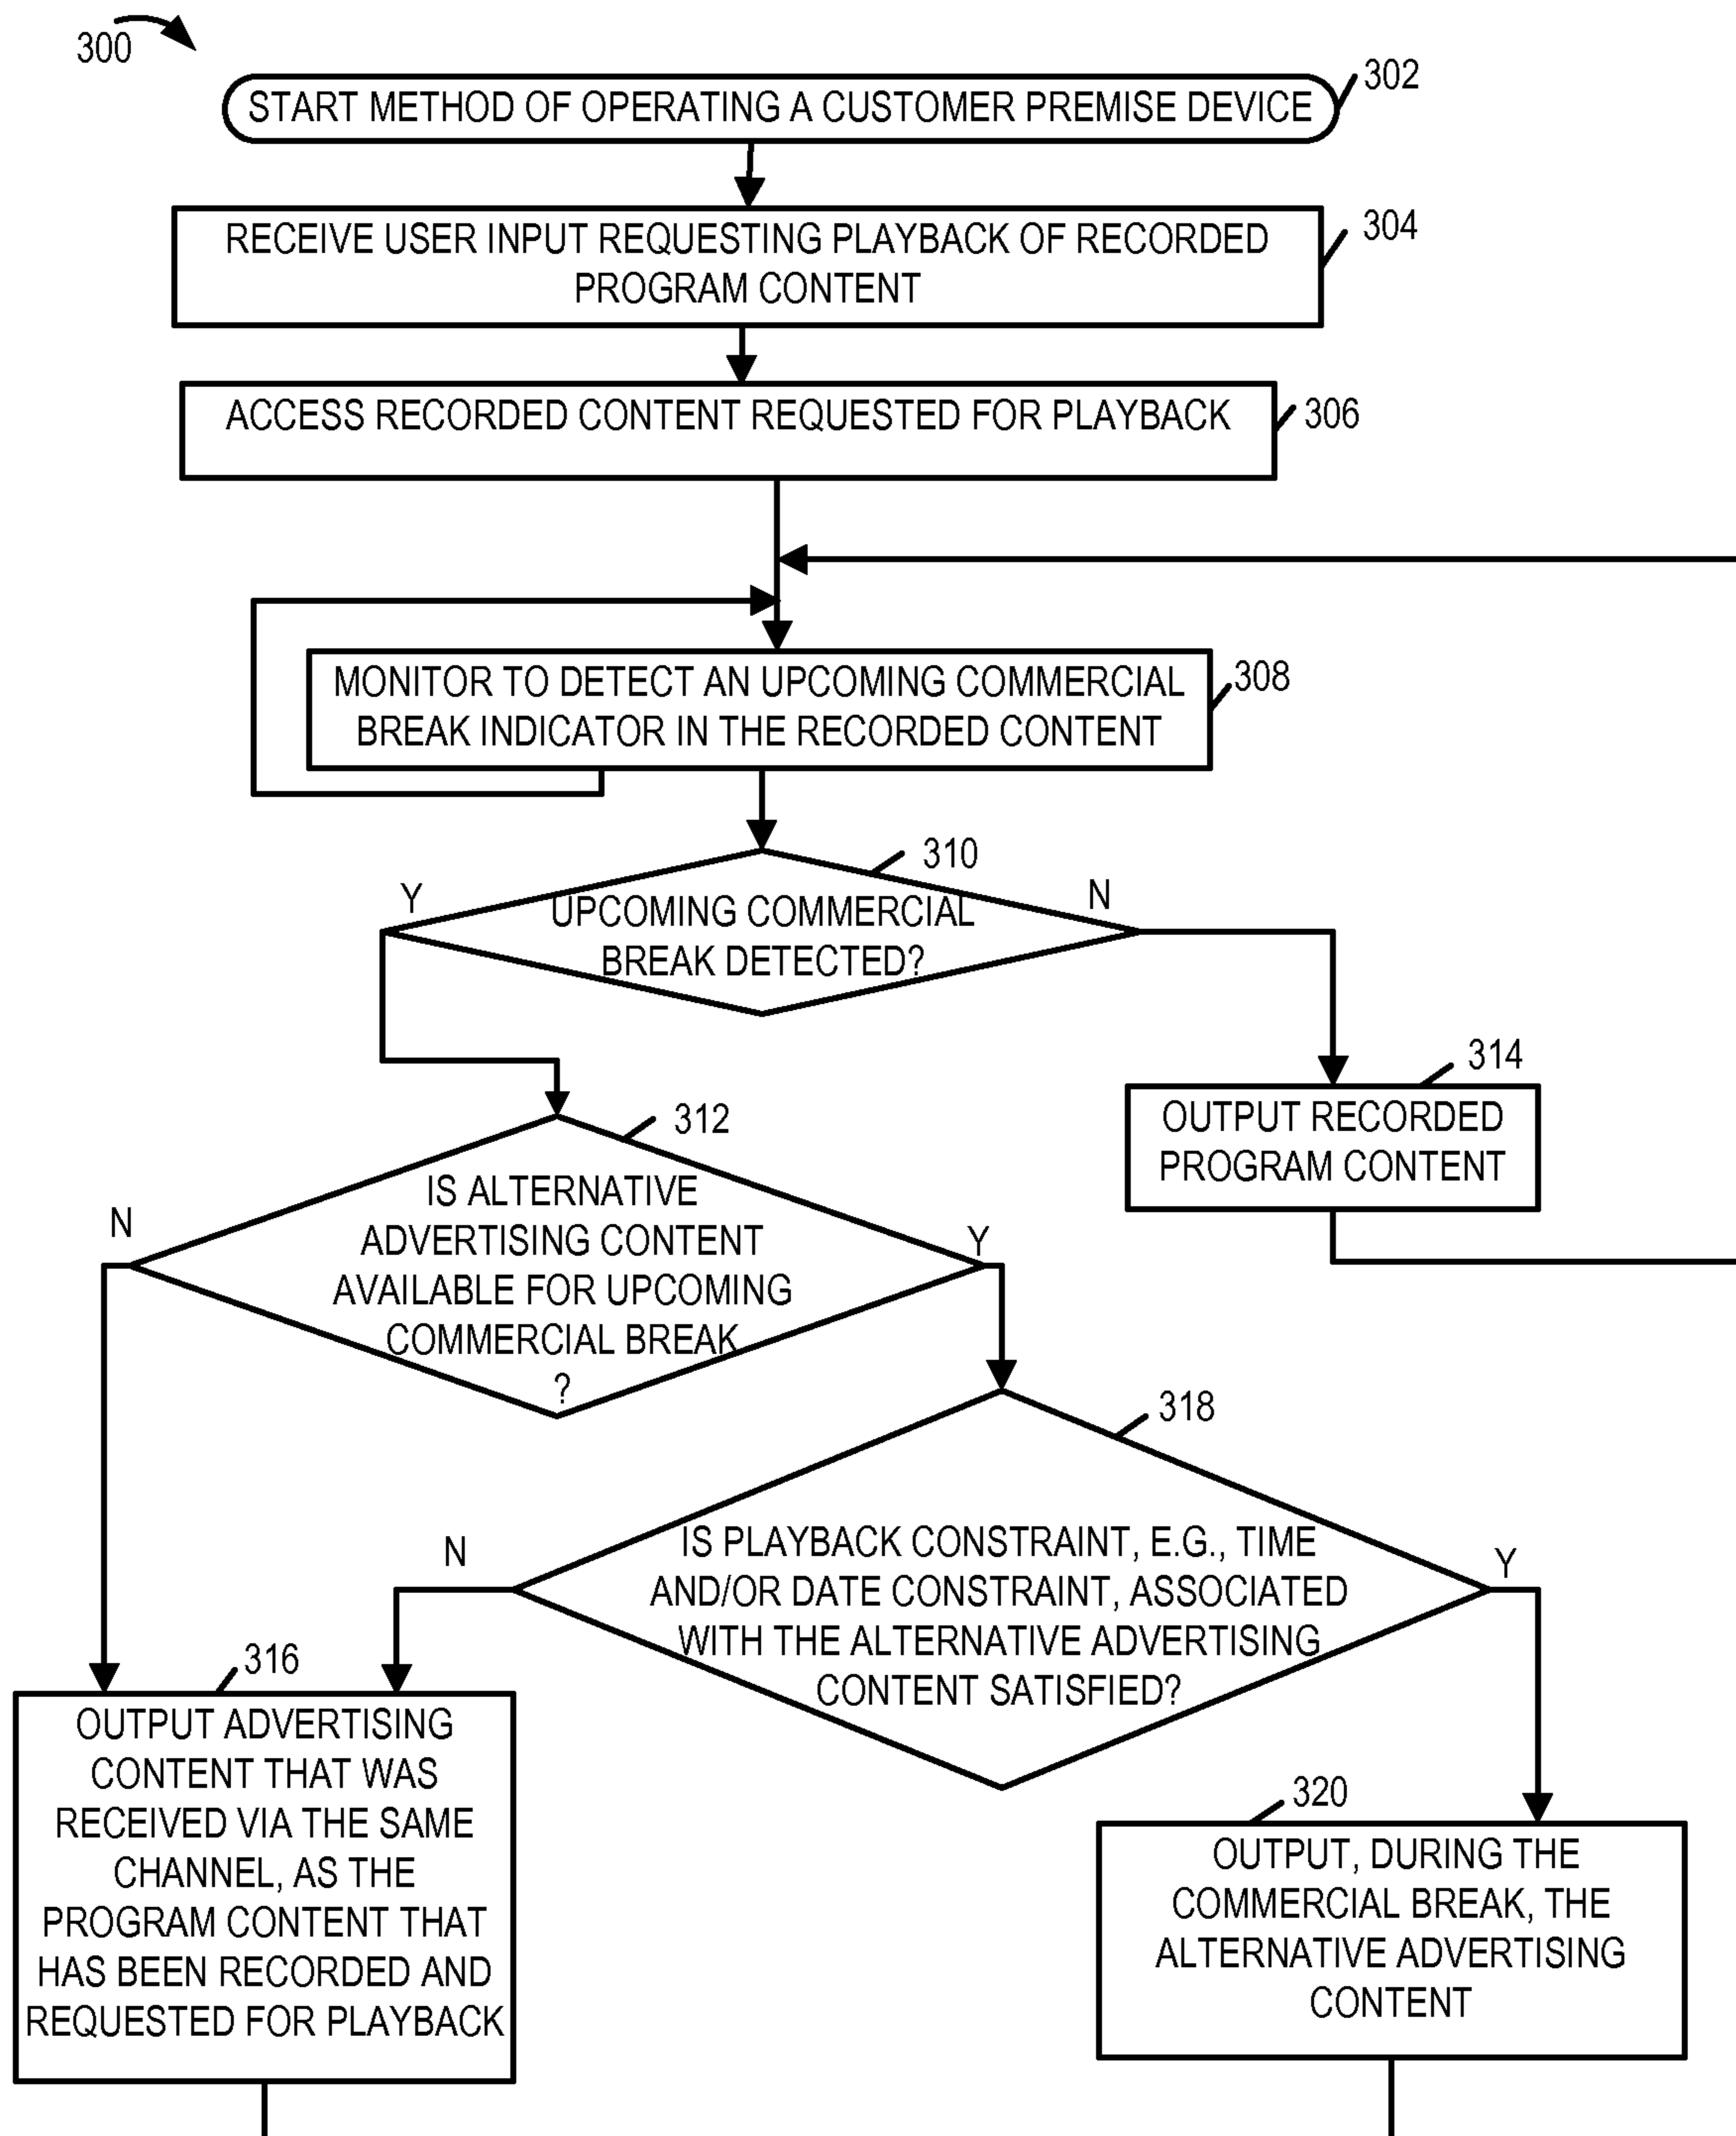 300
START METHOD OF OPERATING A CUSTOMER PREMISE DEVICE
302
RECEIVE USER INPUT REQUESTING PLAYBACK OF RECORDED
PROGRAM CONTENT
304
ACCESS RECORDED CONTENT REQUESTED FOR PLAYBACK
306
MONITOR TO DETECT AN UPCOMING COMMERCIAL
BREAK INDICATOR IN THE RECORDED CONTENT
308
310
Y
N
UPCOMING COMMERCIAL
BREAK DETECTED?
314
OUTPUT RECORDED
PROGRAM CONTENT
312
N
Y
IS ALTERNATIVE
ADVERTISING CONTENT
AVAILABLE FOR UPCOMING
COMMERCIAL BREAK
?
318
N
Y
IS PLAYBACK CONSTRAINT, E.G., TIME
AND/OR DATE CONSTRAINT, ASSOCIATED
WITH THE ALTERNATIVE ADVERTISING
CONTENT SATISFIED?
316
OUTPUT ADVERTISING
CONTENT THAT WAS
RECEIVED VIA THE SAME
CHANNEL, AS THE
PROGRAM CONTENT THAT
HAS BEEN RECORDED AND
REQUESTED FOR PLAYBACK
320
OUTPUT, DURING THE
COMMERCIAL BREAK, THE
ALTERNATIVE ADVERTISING
CONTENT